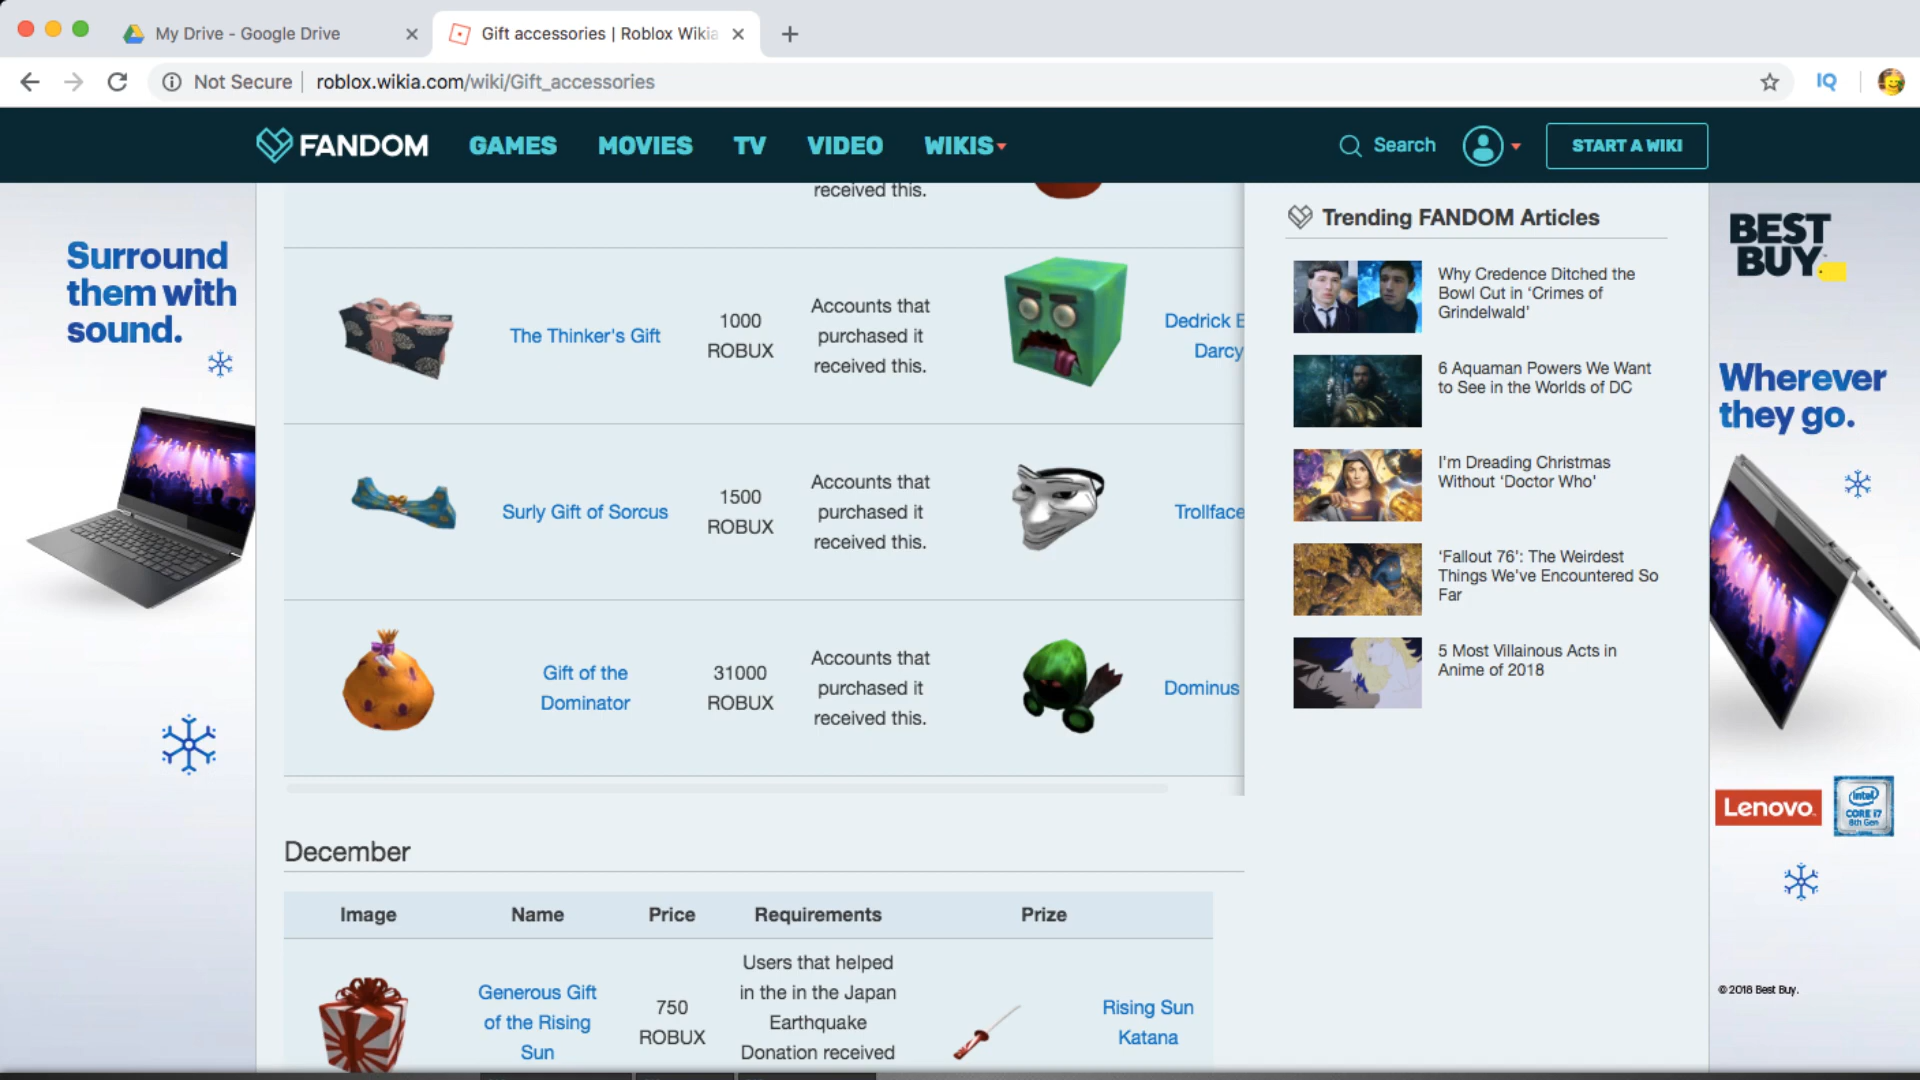 My Drive - Google Drive
Gift accessories | Roblox Wikia
Not Secure
roblox.wikia.com/wiki/Gift_accessories
IQ
FANDOM
GAMES
MOVIES
TV
VIDEO
WIKIS
Search
START A WIKI
Surround
them with
sound.
received this.
The Thinker's Gift
1000
ROBUX
Accounts that
purchased it
received this.
Dedrick
Darcy
Surly Gift of Sorcus
1500
ROBUX
Accounts that
purchased it
received this.
Trollface
Gift of the
Dominator
31000
ROBUX
Accounts that
purchased it
received this.
Dominus
December
Image
Name
Price
Requirements
Prize
Generous Gift
of the Rising
Sun
750
ROBUX
Users that helped
in the in the Japan
Earthquake
Donation received
Rising Sun
Katana
Trending FANDOM Articles
Why Credence Ditched the
Bowl Cut in ‘Crimes of
Grindelwald’
6 Aquaman Powers We Want
to See in the Worlds of DC
I'm Dreading Christmas
Without ‘Doctor Who’
‘Fallout 76’: The Weirdest
Things We've Encountered So
Far
5 Most Villainous Acts in
Anime of 2018
BEST
BUY
Wherever
they go.
Lenovo
intel
CORE i7
8th Gen
© 2018 Best Buy.